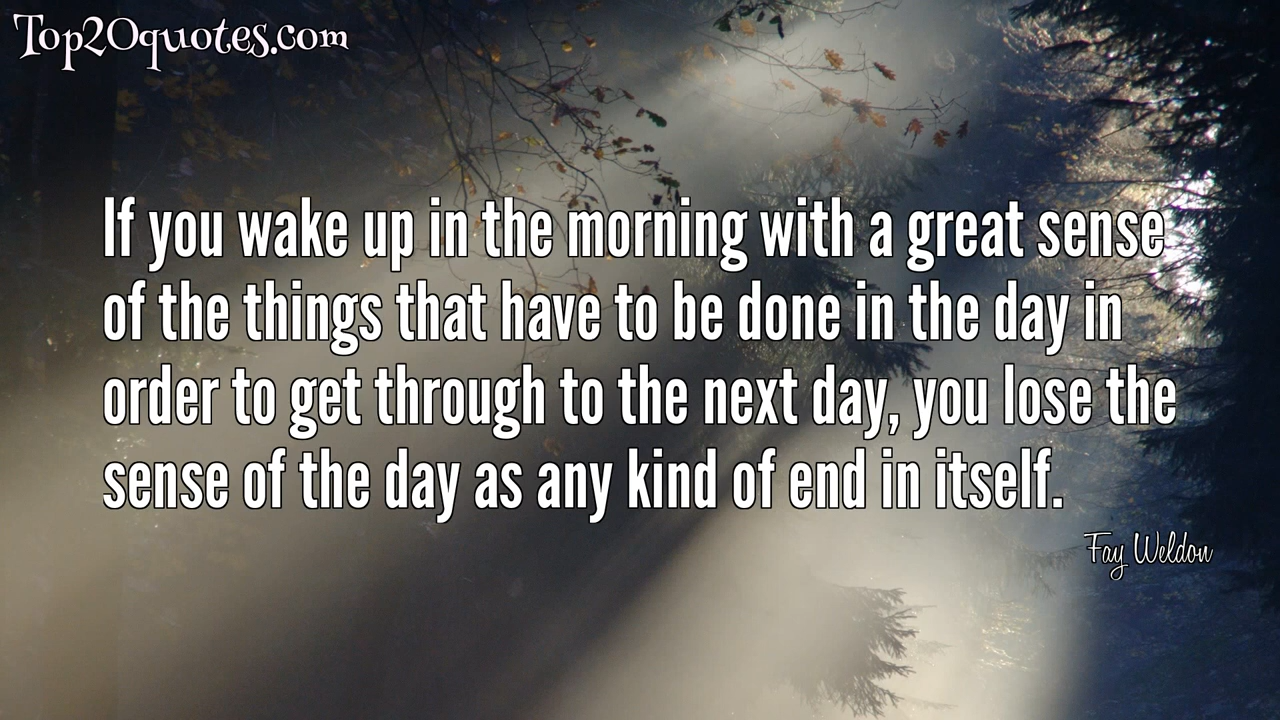 Top20quotes.com
If you wake up in the morning with a great sense
of the things that have to be done in the day in
order to get through to the next day, you lose the
sense of the day as any kind of end in itself.
Fay Weldon